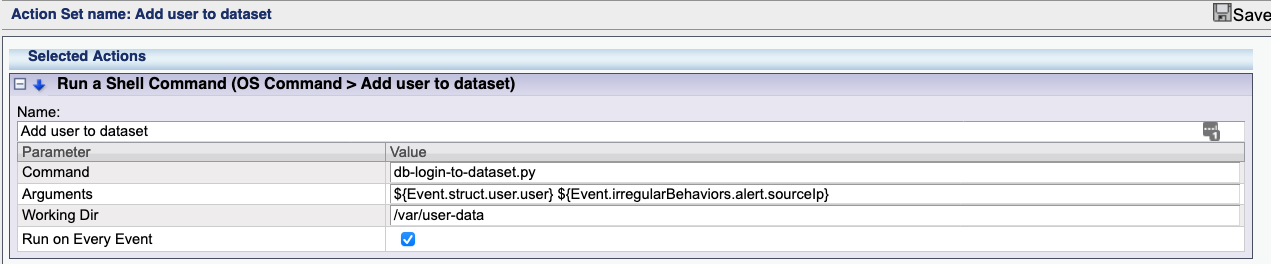 Action Set name: Add user to dataset
Save
Selected Actions
Run a Shell Command (OS Command > Add user to dataset)
Name:
Add user to dataset
1
Parameter Value
Command db-login-to-dataset.py
Arguments ${Event.struct.user.user} ${Event.irregularBehaviors.alert.sourceIp}
Working Dir /var/user-data
Run on Every Event